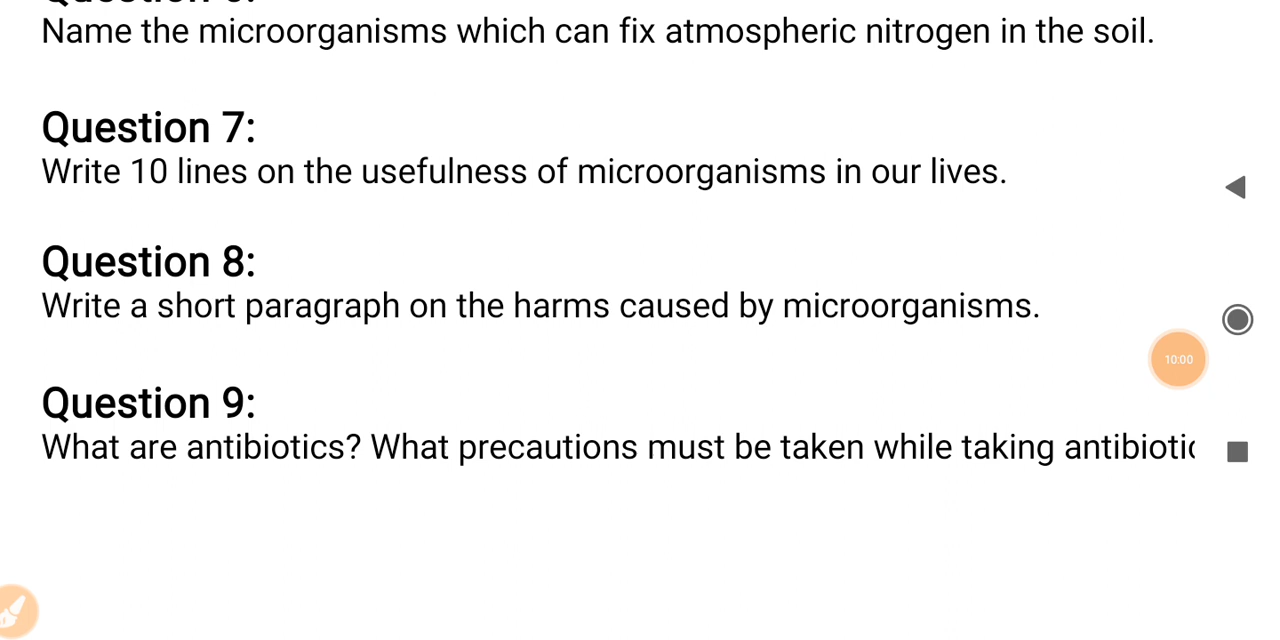 Name the microorganisms which can fix atmospheric nitrogen in the soil.
Question 7:
Write 10 lines on the usefulness of microorganisms in our lives.
Question 8:
Write a short paragraph on the harms caused by microorganisms.
10:00
Question 9:
What are antibiotics? What precautions must be taken while taking